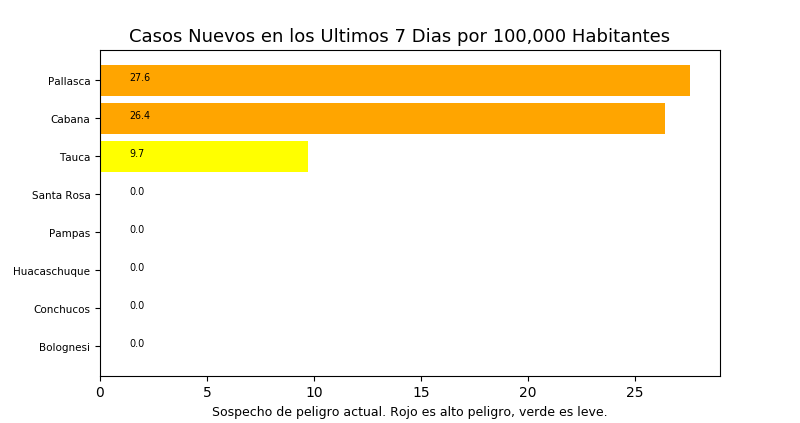 Casos Nuevos en los Ultimos 7 Dias por 100,000 Habitantes
Pallasca 27.6
Cabana 26.4
Tauca 9.7
Santa Rosa 0.0
Pampas 0.0
Huacaschuque 0.0
Conchucos 0.0
Bolognesi 0.0
0 5 10 15 20 25
Sospecho de peligro actual. Rojo es alto peligro, verde es leve.